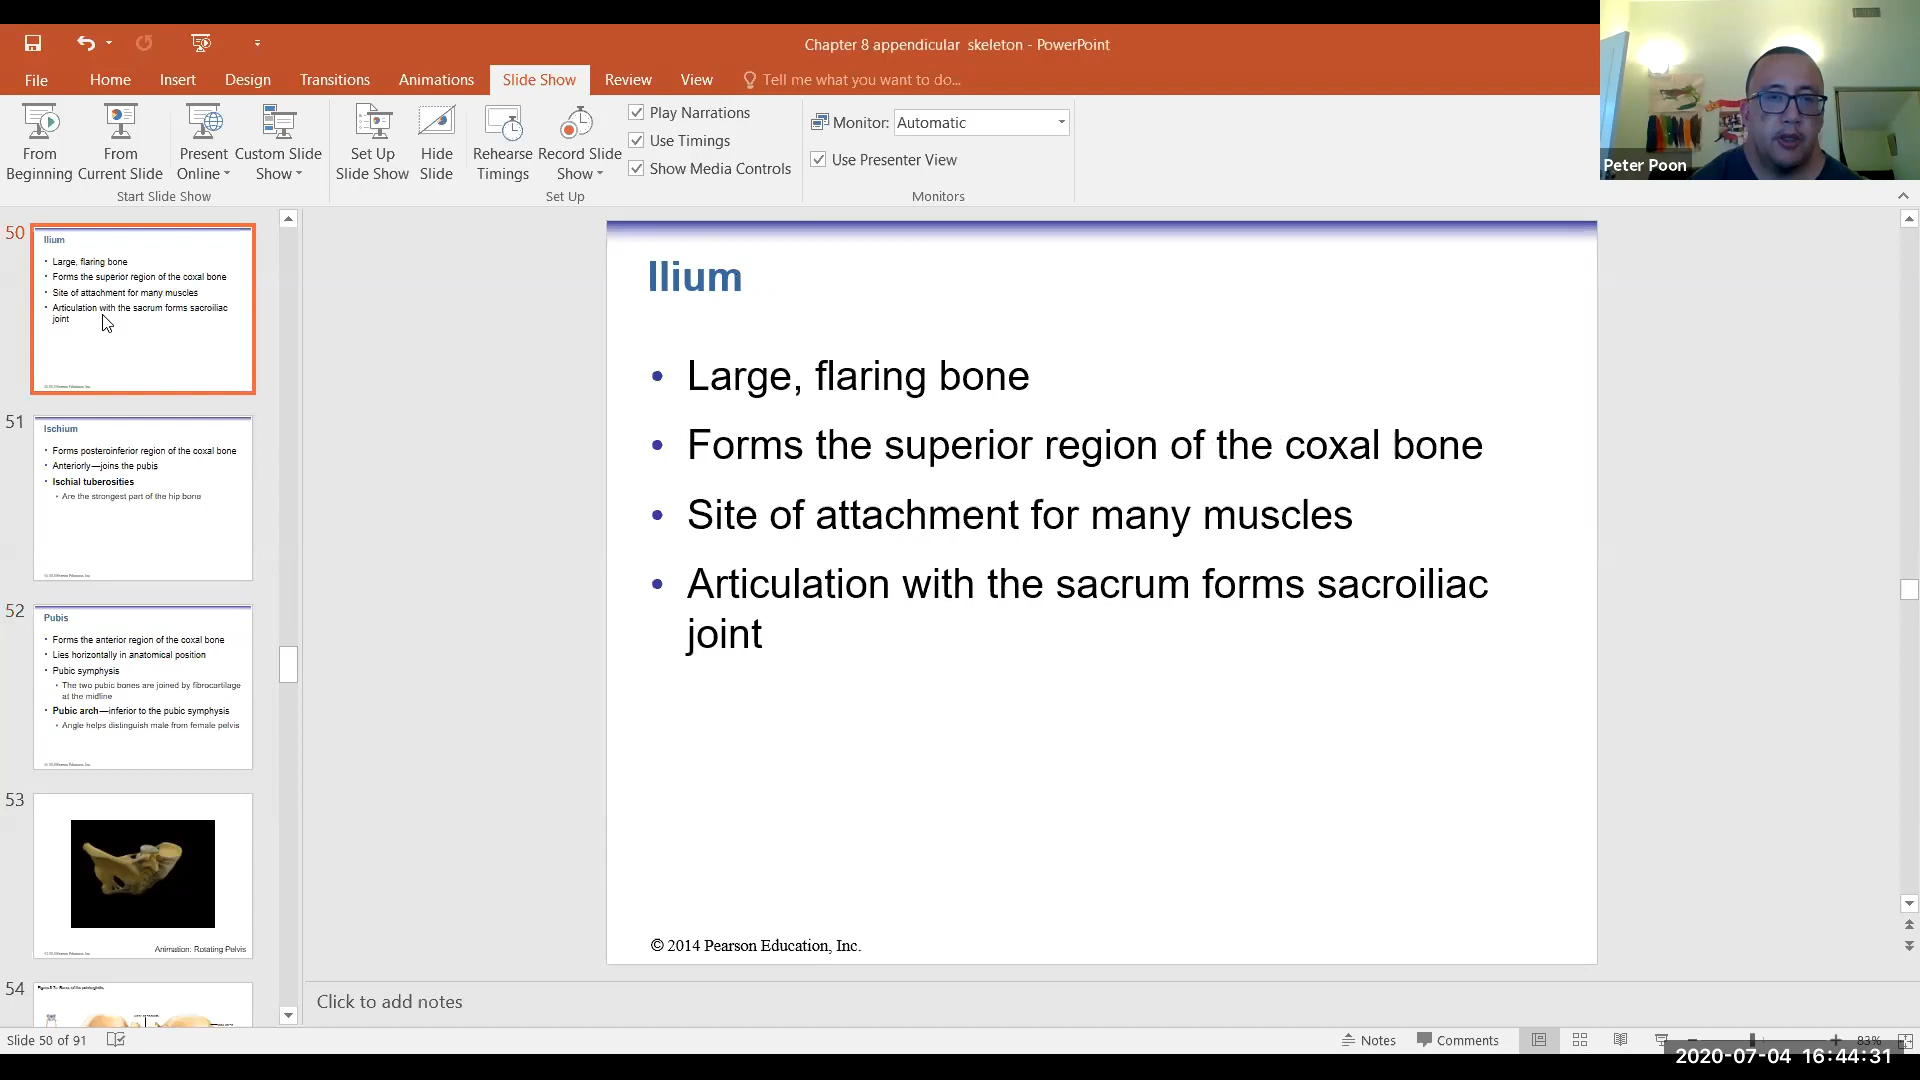 Chapter 8 appendicular skeleton - PowerPoint
File Home Insert Design Transitions Animations Slide Show Review View Tell me what you want to do...
From Beginning
From Current Slide
Present Online
Custom Slide Show
Start Slide Show
Set Up Slide Show
Hide Slide
Rehearse Timings
Record Slide Show
Play Narrations
Use Timings
Show Media Controls
Set Up
Monitor: Automatic
Use Presenter View
Monitors
Peter Poon
50
Ilium
• Large, flaring bone
• Forms the superior region of the coxal bone
• Site of attachment for many muscles
• Articulation with the sacrum forms sacroiliac
joint
51
Ischium
• Forms posteroinferior region of the coxal bone
• Anteriorly—joins the pubis
• Ischial tuberosities
• Are the strongest part of the hip bone
52
Pubis
• Forms the anterior region of the coxal bone
• Lies horizontally in anatomical position
• Pubic symphysis
• The two pubic bones are joined by fibrocartilage
at the midline
• Pubic arch—inferior to the pubic symphysis
• Angle helps distinguish male from female pelvis
53
Animation: Rotating Pelvis
54
Ilium
• Large, flaring bone
• Forms the superior region of the coxal bone
• Site of attachment for many muscles
• Articulation with the sacrum forms sacroiliac
joint
© 2014 Pearson Education, Inc.
Click to add notes
Slide 50 of 91
Notes Comments 83%
2020-07-04 16:44:31